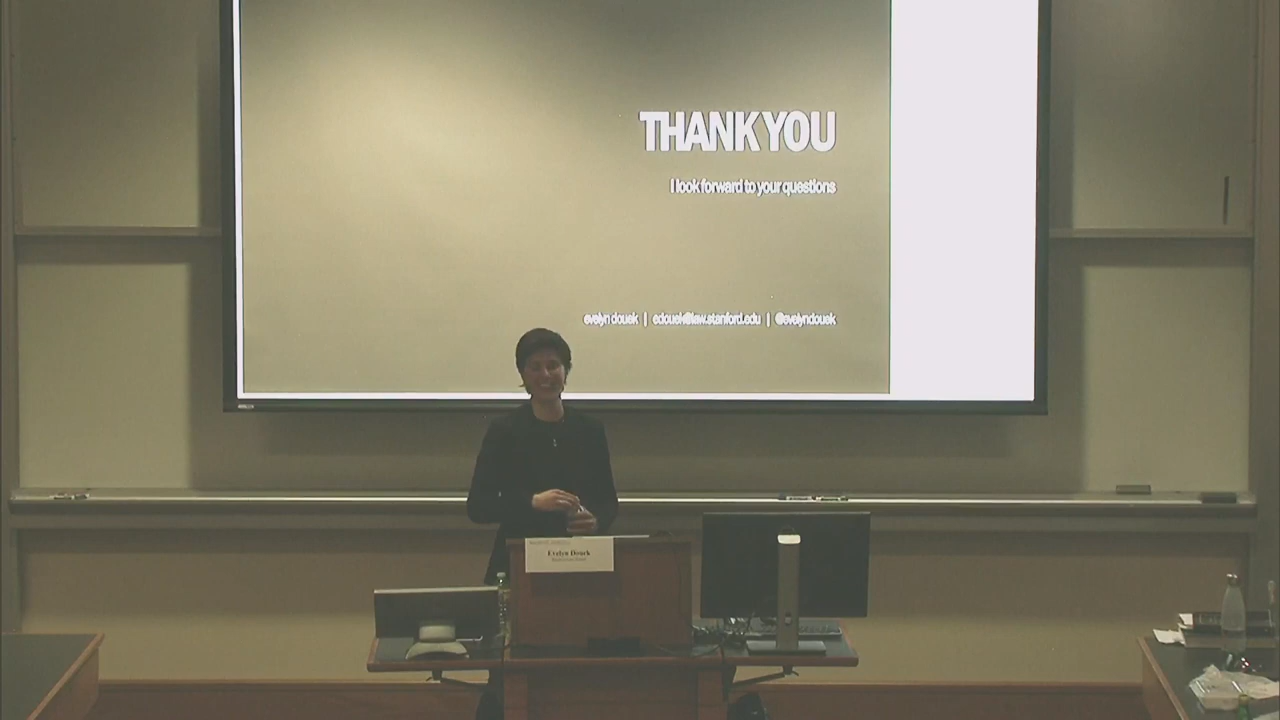 THANK YOU
I look forward to your questions
evelyn douek | edouek@law.stanford.edu | @evelyndouek
Evelyn Douek